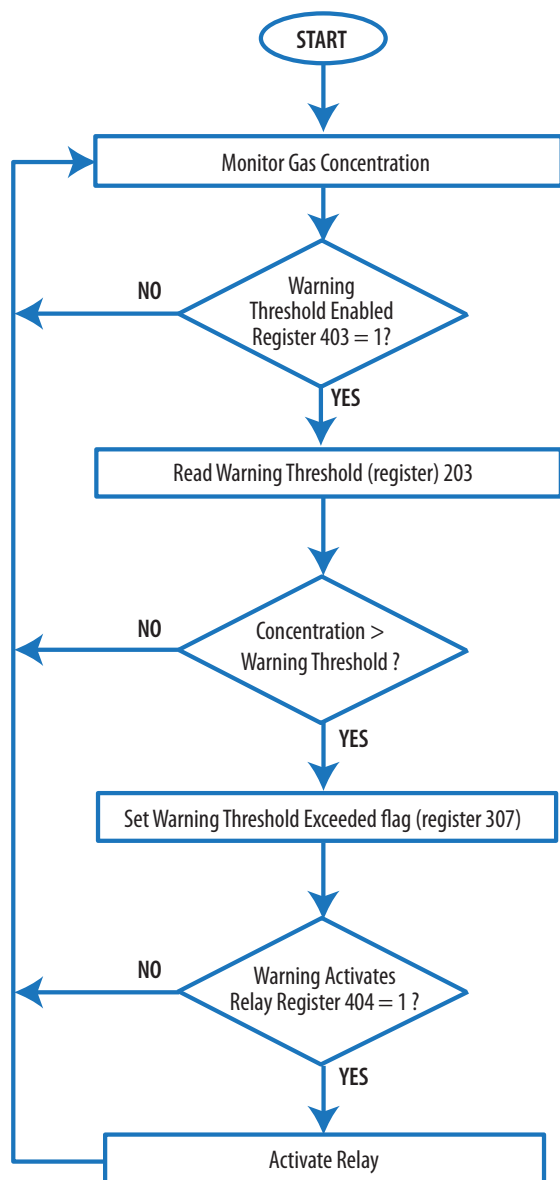 START
Monitor Gas Concentration
Warning
Threshold Enabled
Register 403 = 1?
NO
YES
Read Warning Threshold (register) 203
NO
Concentration >
Warning Threshold ?
YES
Set Warning Threshold Exceeded flag (register 307)
NO
Warning Activates
Relay Register 404 = 1 ?
YES
Activate Relay